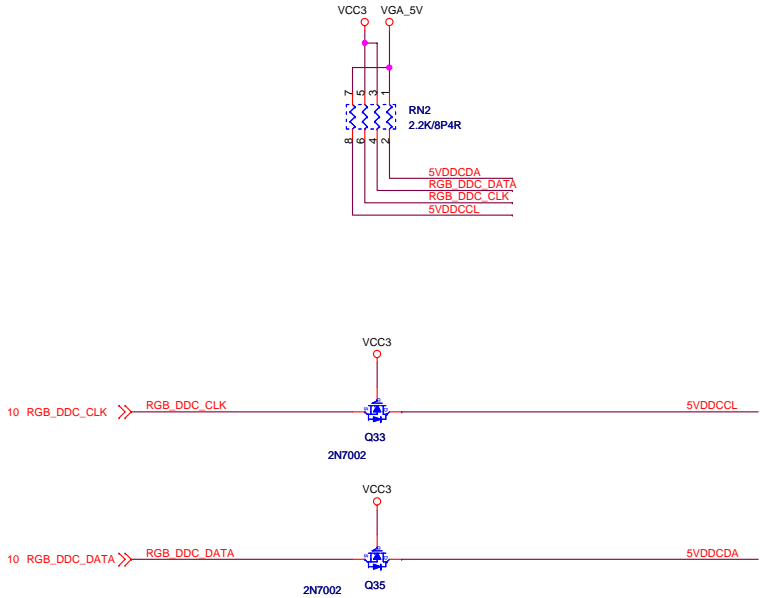 VCC3 VGA_5V
7 5 3 1
RN2
2.2K/8P4R
8 6 4 2
5VDDCDA
RGB_DDC_DATA
RGB_DDC_CLK
5VDDCCL
VCC3
10 RGB_DDC_CLK RGB_DDC_CLK 5VDDCCL
Q33
2N7002
VCC3
10 RGB_DDC_DATA RGB_DDC_DATA 5VDDCDA
Q35
2N7002